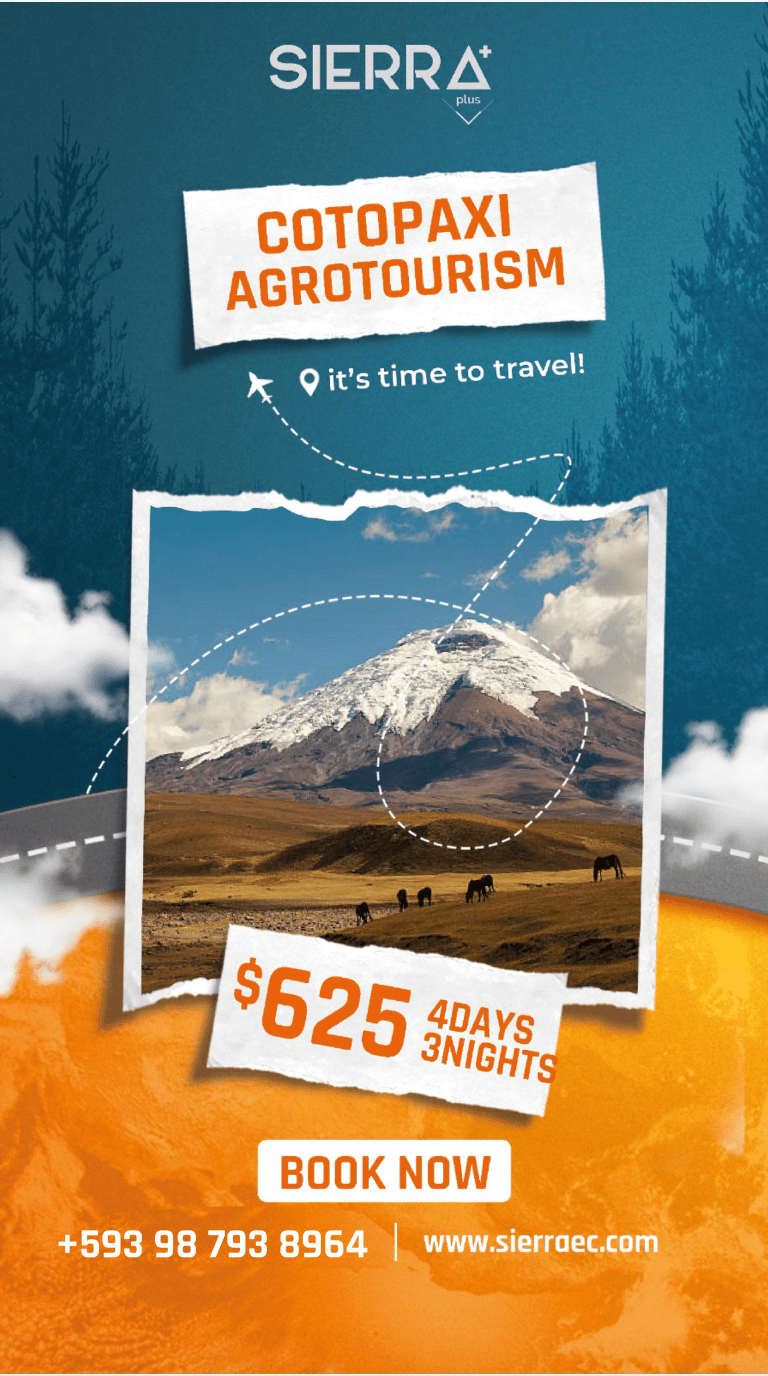 SIERRA+
plus
COTOPAXI
AGROTOURISM
it's time to travel!
$625
4DAYS
3NIGHTS
BOOK NOW
+593 98 793 8964 | www.sierraec.com